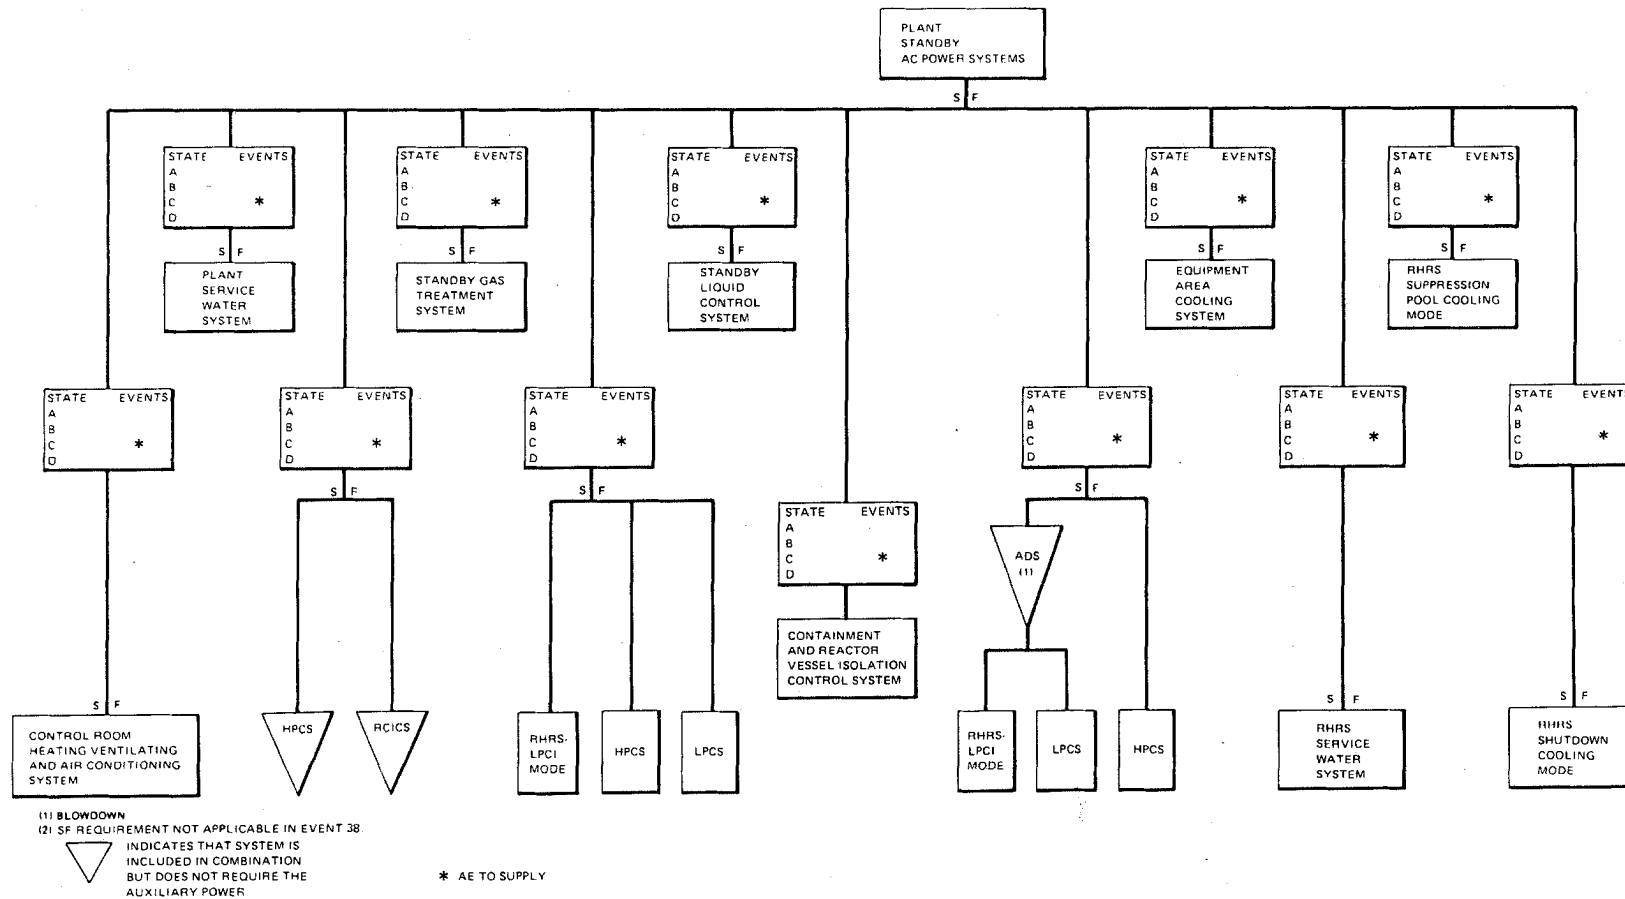 PLANT
STANDBY
AC POWER SYSTEMS
S F
STATE EVENTS
A
B
C *
D
S F
PLANT
SERVICE
WATER
SYSTEM
STATE EVENTS
A
B
C *
D
S F
STANDBY GAS
TREATMENT
SYSTEM
STATE EVENTS
A
B
C *
D
S F
STANDBY
LIQUID
CONTROL
SYSTEM
STATE EVENTS
A
B
C *
D
S F
EQUIPMENT
AREA
COOLING
SYSTEM
STATE EVENTS
A
B
C *
D
S F
RHRS
SUPPRESSION
POOL COOLING
MODE
STATE EVENTS
A
B
C *
D
S F
CONTROL ROOM
HEATING VENTILATING
AND AIR CONDITIONING
SYSTEM
STATE EVENTS
A
B
C *
D
S F
HPCS
RCICS
STATE EVENTS
A
B
C *
D
S F
RHRS-
LPCI
MODE
HPCS
LPCS
STATE EVENTS
A
B
C *
D
CONTAINMENT
AND REACTOR
VESSEL ISOLATION
CONTROL SYSTEM
STATE EVENTS
A
B
C *
D
S F
ADS
(1)
RHRS-
LPCI
MODE
LPCS
HPCS
STATE EVENTS
A
B
C *
D
S F
RHRS
SERVICE
WATER
SYSTEM
STATE EVENTS
A
B
C *
D
S F
RHRS
SHUTDOWN
COOLING
MODE
(1) BLOWDOWN
(2) SF REQUIREMENT NOT APPLICABLE IN EVENT 38.
INDICATES THAT SYSTEM IS
INCLUDED IN COMBINATION
BUT DOES NOT REQUIRE THE
AUXILIARY POWER
* AE TO SUPPLY